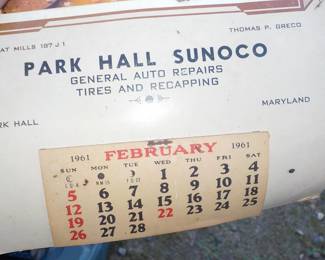 AT MILLS 197 J 1
THOMAS P. GRECO
PARK HALL SUNOCO
GENERAL AUTO REPAIRS
TIRES AND RECAPPING
RK HALL
MARYLAND
1961 FEBRUARY 1961
SUN MON TUE WED THU FRI SAT
1 2 3 4
5 6 7 8 9 10 11
12 13 14 15 16 17 18
19 20 21 22 23 24 25
26 27 28